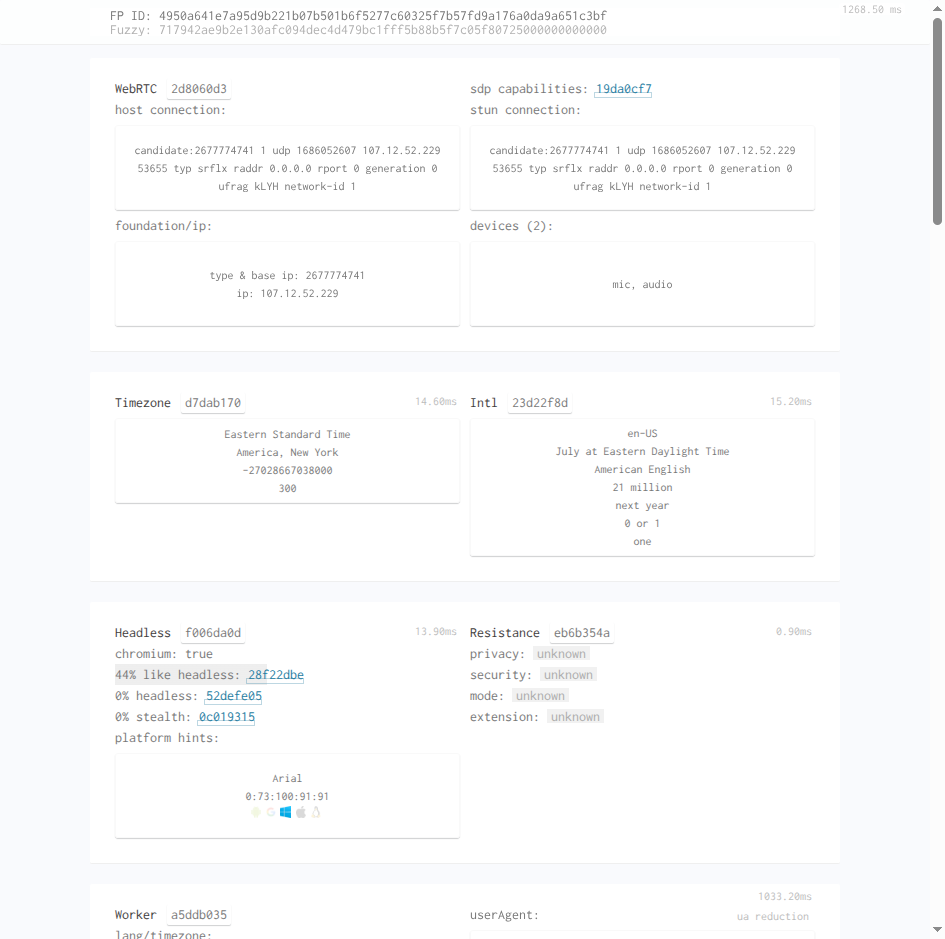 1268.50 ms
FP ID: 4950a641e7a95d9b221b07b501b6f5277c60325f7b57fd9a176a0da9a651c3bf
Fuzzy: 717942ae9b2e130afc094dec4d479bc1fff5b88b5f7c05f80725000000000000
WebRTC 2d8060d3
host connection:
candidate:2677774741 1 udp 1686052607 107.12.52.229
53655 typ srflx raddr 0.0.0.0 rport 0 generation 0
ufrag kLYH network-id 1
foundation/ip:
type & base ip: 2677774741
ip: 107.12.52.229
sdp capabilities: 19da0cf7
stun connection:
candidate:2677774741 1 udp 1686052607 107.12.52.229
53655 typ srflx raddr 0.0.0.0 rport 0 generation 0
ufrag kLYH network-id 1
devices (2):
mic, audio
Timezone d7dab170 14.60ms
Eastern Standard Time
America, New York
-27028667038000
300
Intl 23d22f8d 15.20ms
en-US
July at Eastern Daylight Time
American English
21 million
next year
0 or 1
one
Headless f006da0d 13.90ms
chromium: true
44% like headless: 28f22dbe
0% headless: 52defe05
0% stealth: 0c019315
platform hints:
Arial
0:73:100:91:91
Resistance eb6b354a 0.90ms
privacy: unknown
security: unknown
mode: unknown
extension: unknown
Worker a5ddb035
lang/timezone:
1033.20ms
userAgent: ua reduction